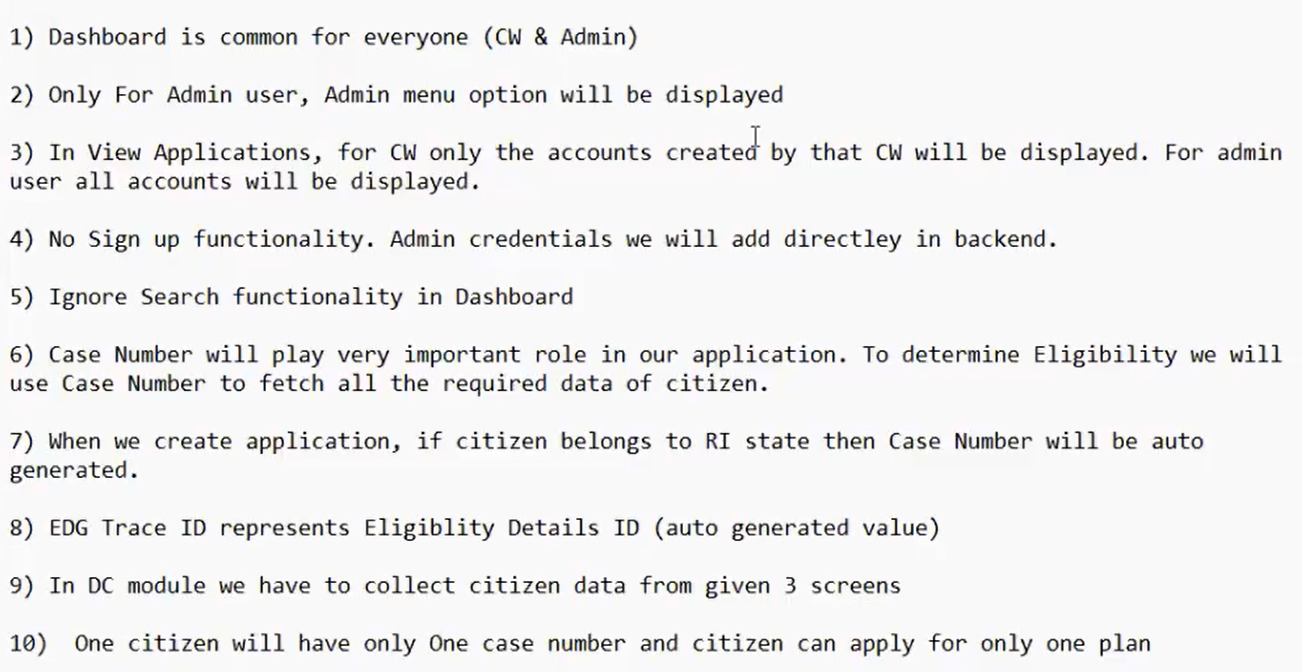 1) Dashboard is common for everyone (CW & Admin)
2) Only For Admin user, Admin menu option will be displayed
3) In View Applications, for CW only the accounts created by that CW will be displayed. For admin
user all accounts will be displayed.
4) No Sign up functionality. Admin credentials we will add directley in backend.
5) Ignore Search functionality in Dashboard
6) Case Number will play very important role in our application. To determine Eligibility we will
use Case Number to fetch all the required data of citizen.
7) When we create application, if citizen belongs to RI state then Case Number will be auto
generated.
8) EDG Trace ID represents Eligiblity Details ID (auto generated value)
9) In DC module we have to collect citizen data from given 3 screens
10)  One citizen will have only One case number and citizen can apply for only one plan